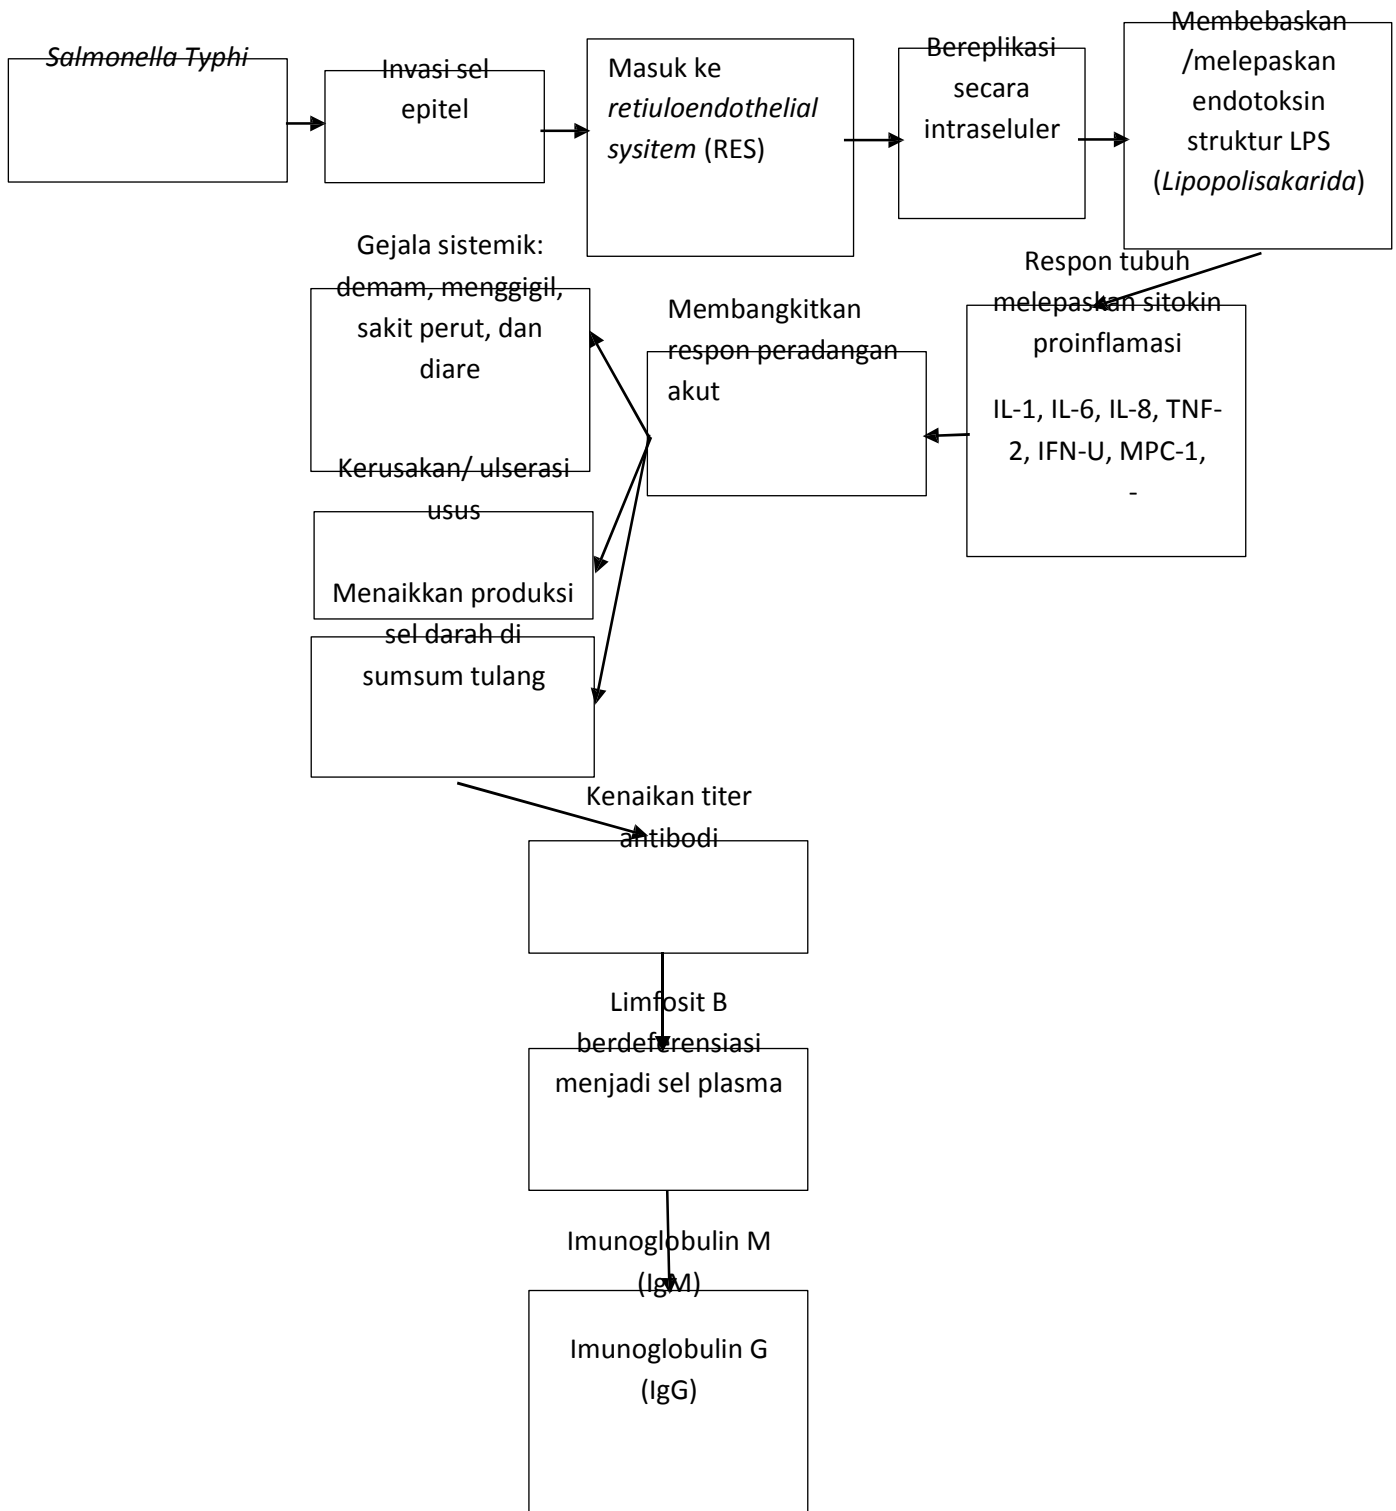 Salmonella Typhi
Invasi sel
epitel
Masuk ke
retiuloendothelial
sysitem (RES)
Bereplikasi
secara
intraseluler
Membebaskan
/melepaskan
endotoksin
struktur LPS
(Lipopolisakarida)
Respon tubuh
melepaskan sitokin
proinflamasi
IL-1, IL-6, IL-8, TNF-
2, IFN-U, MPC-1,
-
Membangkitkan
respon peradangan
akut
Gejala sistemik:
demam, menggigil,
sakit perut, dan
diare
Kerusakan/ ulserasi
usus
Menaikkan produksi
sel darah di
sumsum tulang
Kenaikan titer
antibodi
Limfosit B
berdeferensiasi
menjadi sel plasma
Imunoglobulin M
(IgM)
Imunoglobulin G
(IgG)